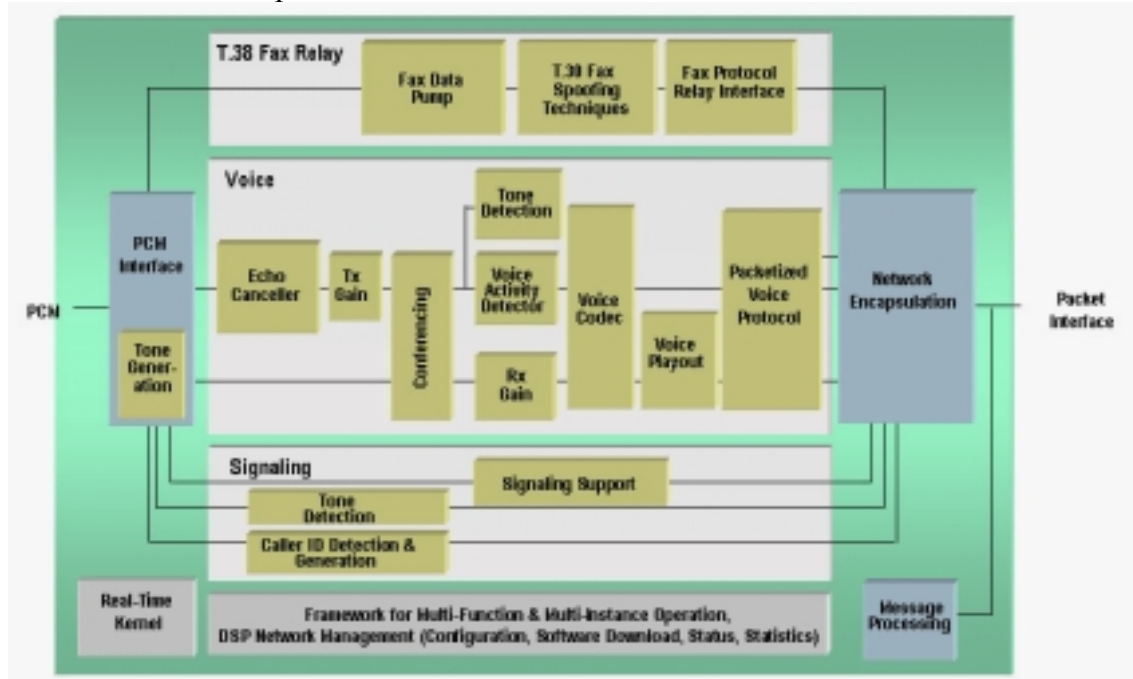 T.38 Fax Relay
Fax Data
Pump
T.38 Fax
Spoofing
Techniques
Fax Protocol
Relay Interface
Voice
PCM
Interface
Tone
Gener-
ation
PCM
Echo
Canceller
Tx
Gain
Conferencing
Tone
Detection
Voice
Activity
Detector
Rx
Gain
Voice
Codec
Voice
Playout
Packetized
Voice
Protocol
Network
Encapsulation
Packet
Interface
Signaling
Signaling Support
Tone
Detection
Caller ID Detection &
Generation
Real-Time
Kernel
Framework for Multi-Function & Multi-Instance Operation,
DSP Network Management (Configuration, Software Download, Status, Statistics)
Message
Processing